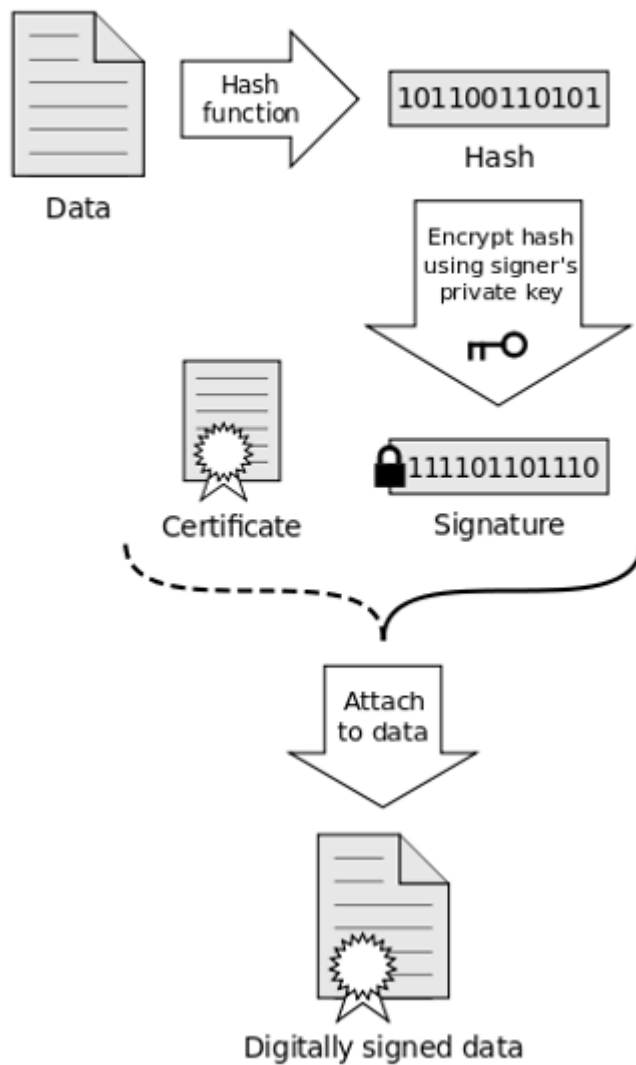 Hash
function
101100110101
Hash
Data
Encrypt hash
using signer's
private key
111101101110
Certificate
Signature
Attach
to data
Digitally signed data